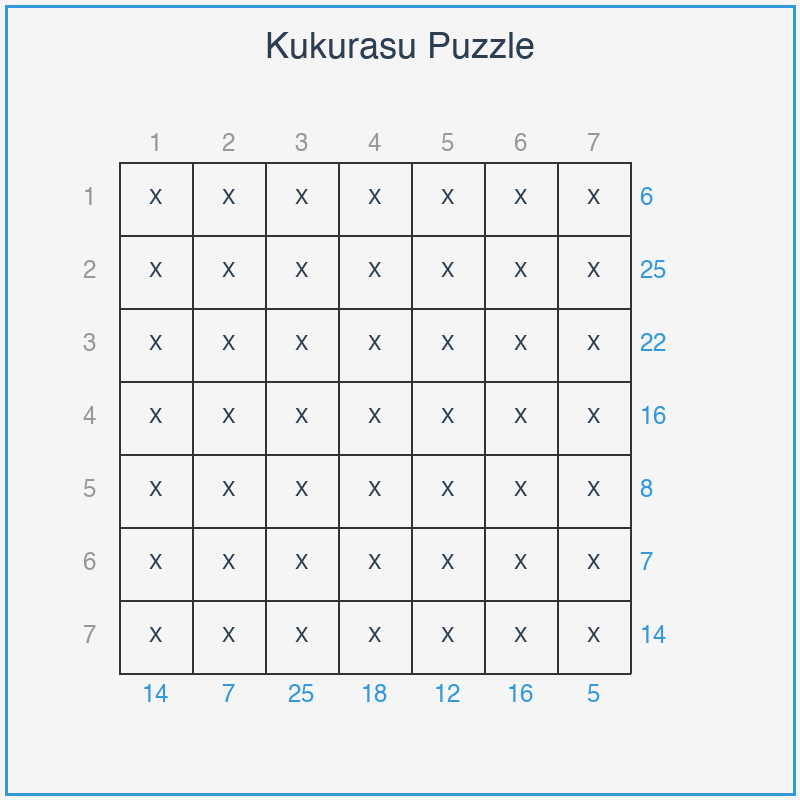 Kukurasu Puzzle
1 2 3 4 5 6 7
1 X X X X X X X 6
2 X X X X X X X 25
3 X X X X X X X 22
4 X X X X X X X 16
5 X X X X X X X 8
6 X X X X X X X 7
7 X X X X X X X 14
14 7 25 18 12 16 5